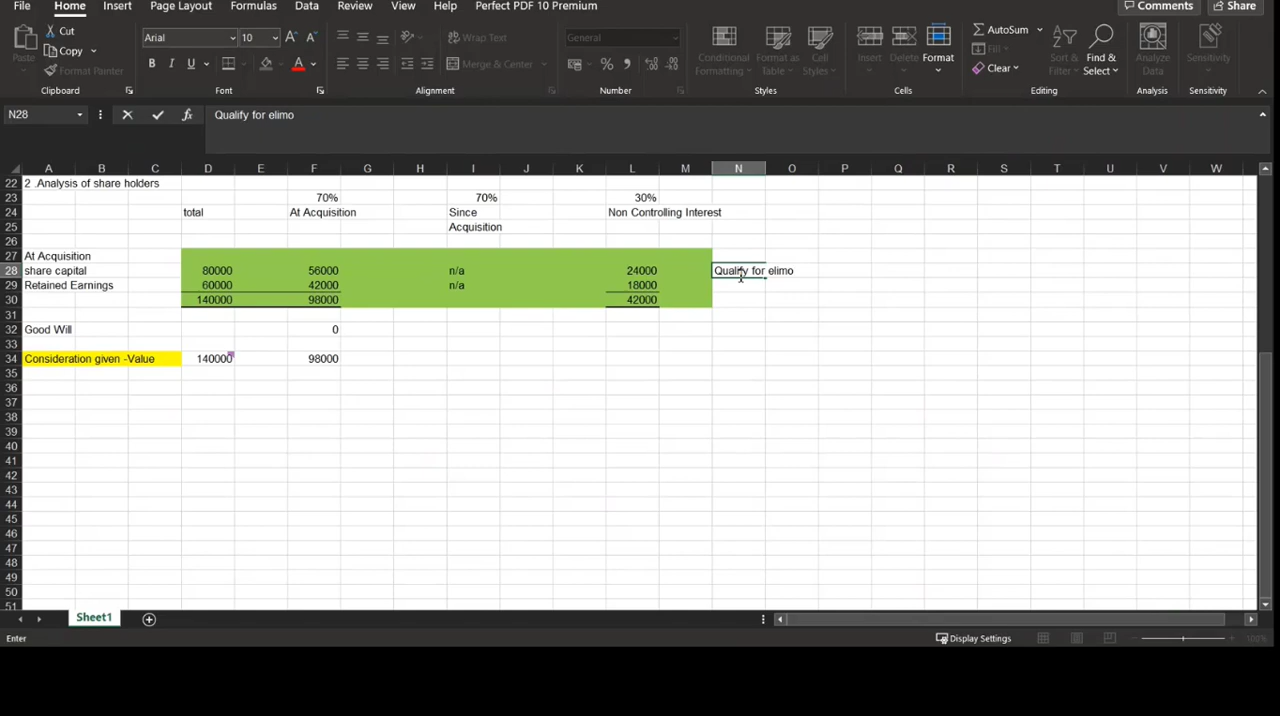 File Home Insert Page Layout Formulas Data Review View Help Perfect PDF 10 Premium Comments Share
Cut
Copy
Paste
Format Painter
Arial 10
B I U
Wrap Text
Merge & Center
General
Conditional Formatting
Format as Table
Cell Styles
Insert Delete Format
AutoSum
Fill
Clear
Sort & Filter
Find & Select
Analyze Data
Sensitivity
Clipboard Font Alignment Number Styles Cells Editing Analysis Sensitivity
N28 fx Qualify for elimo
A B C D E F G H I J K L M N O P Q R S T U V W
22 2 .Analysis of share holders
23 70% 70% 30%
24 total At Acquisition Since Non Controlling Interest
25 Acquisition
26
27 At Acquisition
28 share capital 80000 56000 n/a 24000 Qualify for elimo
29 Retained Earnings 60000 42000 n/a 18000
30 140000 98000 42000
31
32 Good Will 0
33
34 Consideration given -Value 140000 98000
35
36
37
38
39
40
41
42
43
44
45
46
47
48
49
50
51
Sheet1
Enter Display Settings 100%